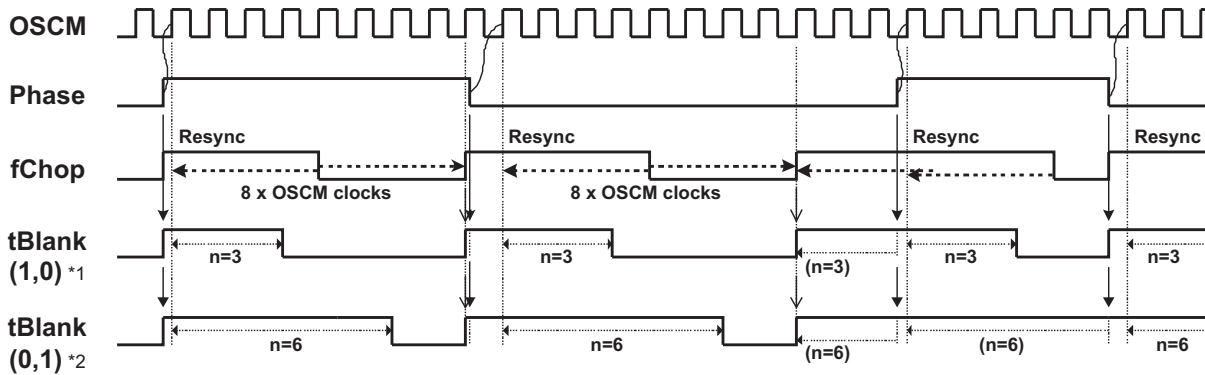 OSCM
Phase
Resync Resync Resync Resync
fChop
8 x OSCM clocks 8 x OSCM clocks
tBlank
(1,0) *1
n=3 n=3 (n=3) n=3 n=3
tBlank
(0,1) *2
n=6 n=6 (n=6) (n=6) n=6